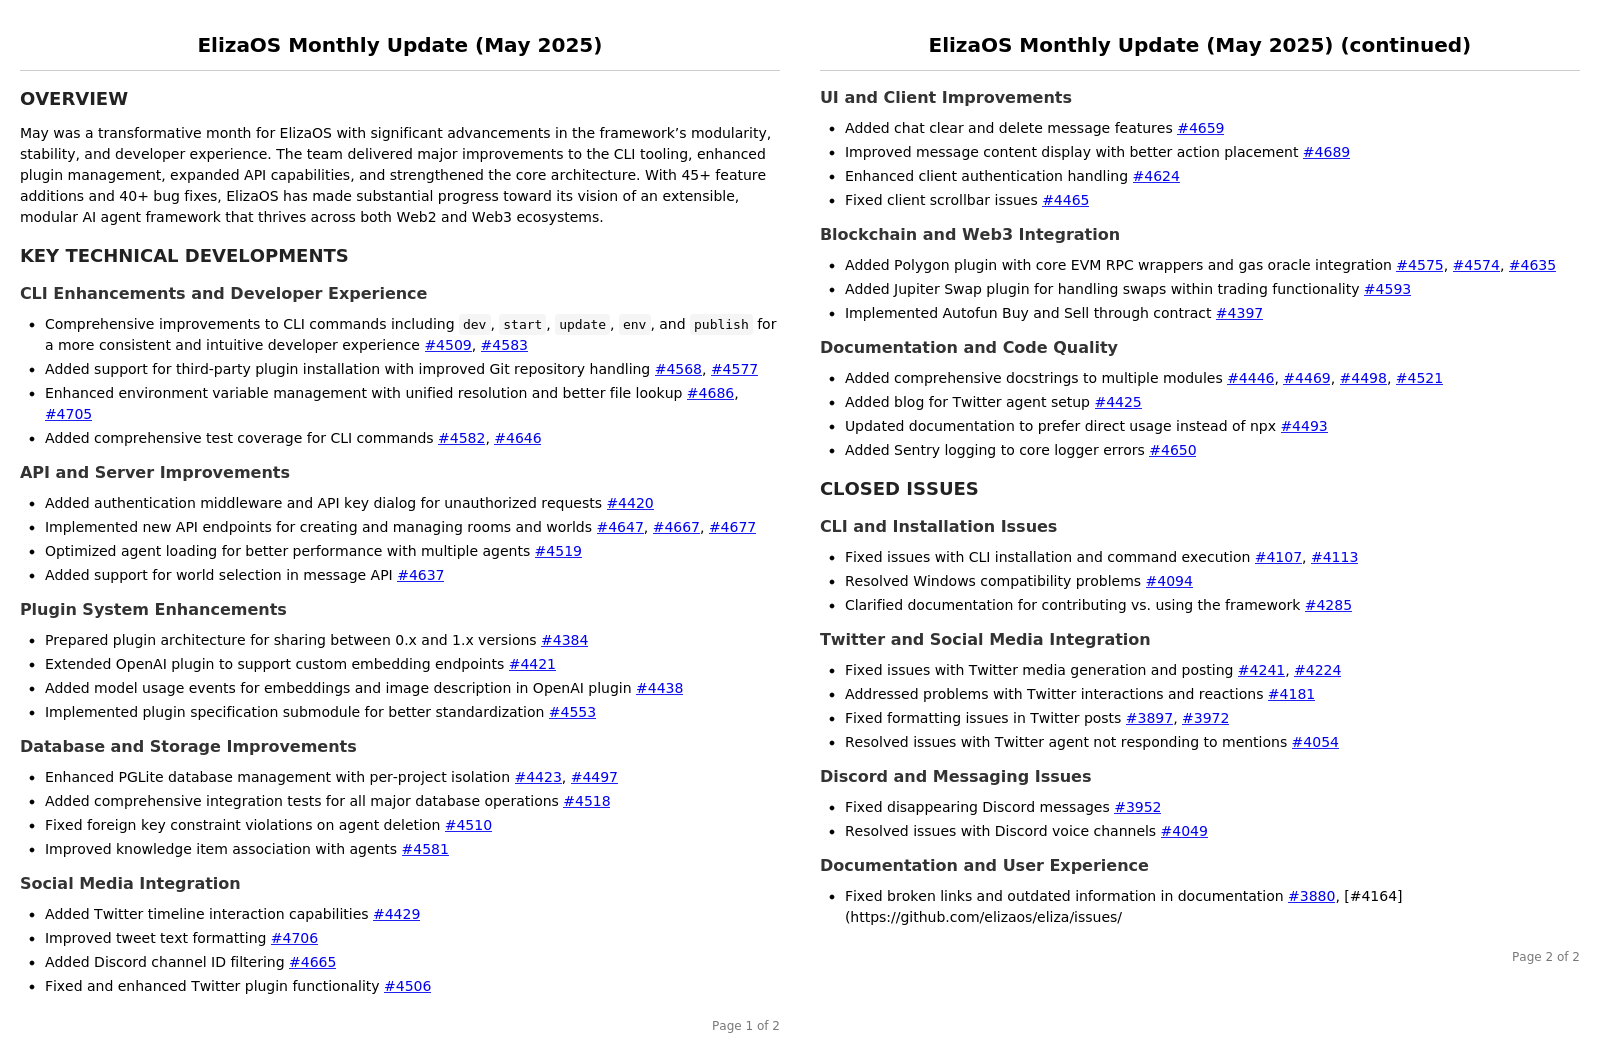 ElizaOS Monthly Update (May 2025)
OVERVIEW
May was a transformative month for ElizaOS with significant advancements in the framework’s modularity,
stability, and developer experience. The team delivered major improvements to the CLI tooling, enhanced
plugin management, expanded API capabilities, and strengthened the core architecture. With 45+ feature
additions and 40+ bug fixes, ElizaOS has made substantial progress toward its vision of an extensible,
modular AI agent framework that thrives across both Web2 and Web3 ecosystems.
KEY TECHNICAL DEVELOPMENTS
CLI Enhancements and Developer Experience
• Comprehensive improvements to CLI commands including dev, start, update, env, and publish for
a more consistent and intuitive developer experience #4509, #4583
• Added support for third-party plugin installation with improved Git repository handling #4568, #4577
• Enhanced environment variable management with unified resolution and better file lookup #4686,
#4705
• Added comprehensive test coverage for CLI commands #4582, #4646
API and Server Improvements
• Added authentication middleware and API key dialog for unauthorized requests #4420
• Implemented new API endpoints for creating and managing rooms and worlds #4647, #4667, #4677
• Optimized agent loading for better performance with multiple agents #4519
• Added support for world selection in message API #4637
Plugin System Enhancements
• Prepared plugin architecture for sharing between 0.x and 1.x versions #4384
• Extended OpenAI plugin to support custom embedding endpoints #4421
• Added model usage events for embeddings and image description in OpenAI plugin #4438
• Implemented plugin specification submodule for better standardization #4553
Database and Storage Improvements
• Enhanced PGLite database management with per-project isolation #4423, #4497
• Added comprehensive integration tests for all major database operations #4518
• Fixed foreign key constraint violations on agent deletion #4510
• Improved knowledge item association with agents #4581
Social Media Integration
• Added Twitter timeline interaction capabilities #4429
• Improved tweet text formatting #4706
• Added Discord channel ID filtering #4665
• Fixed and enhanced Twitter plugin functionality #4506
Page 1 of 2
ElizaOS Monthly Update (May 2025) (continued)
UI and Client Improvements
• Added chat clear and delete message features #4659
• Improved message content display with better action placement #4689
• Enhanced client authentication handling #4624
• Fixed client scrollbar issues #4465
Blockchain and Web3 Integration
• Added Polygon plugin with core EVM RPC wrappers and gas oracle integration #4575, #4574, #4635
• Added Jupiter Swap plugin for handling swaps within trading functionality #4593
• Implemented Autofun Buy and Sell through contract #4397
Documentation and Code Quality
• Added comprehensive docstrings to multiple modules #4446, #4469, #4498, #4521
• Added blog for Twitter agent setup #4425
• Updated documentation to prefer direct usage instead of npx #4493
• Added Sentry logging to core logger errors #4650
CLOSED ISSUES
CLI and Installation Issues
• Fixed issues with CLI installation and command execution #4107, #4113
• Resolved Windows compatibility problems #4094
• Clarified documentation for contributing vs. using the framework #4285
Twitter and Social Media Integration
• Fixed issues with Twitter media generation and posting #4241, #4224
• Addressed problems with Twitter interactions and reactions #4181
• Fixed formatting issues in Twitter posts #3897, #3972
• Resolved issues with Twitter agent not responding to mentions #4054
Discord and Messaging Issues
• Fixed disappearing Discord messages #3952
• Resolved issues with Discord voice channels #4049
Documentation and User Experience
• Fixed broken links and outdated information in documentation #3880, [#4164]
(https://github.com/elizaos/eliza/issues/
Page 2 of 2